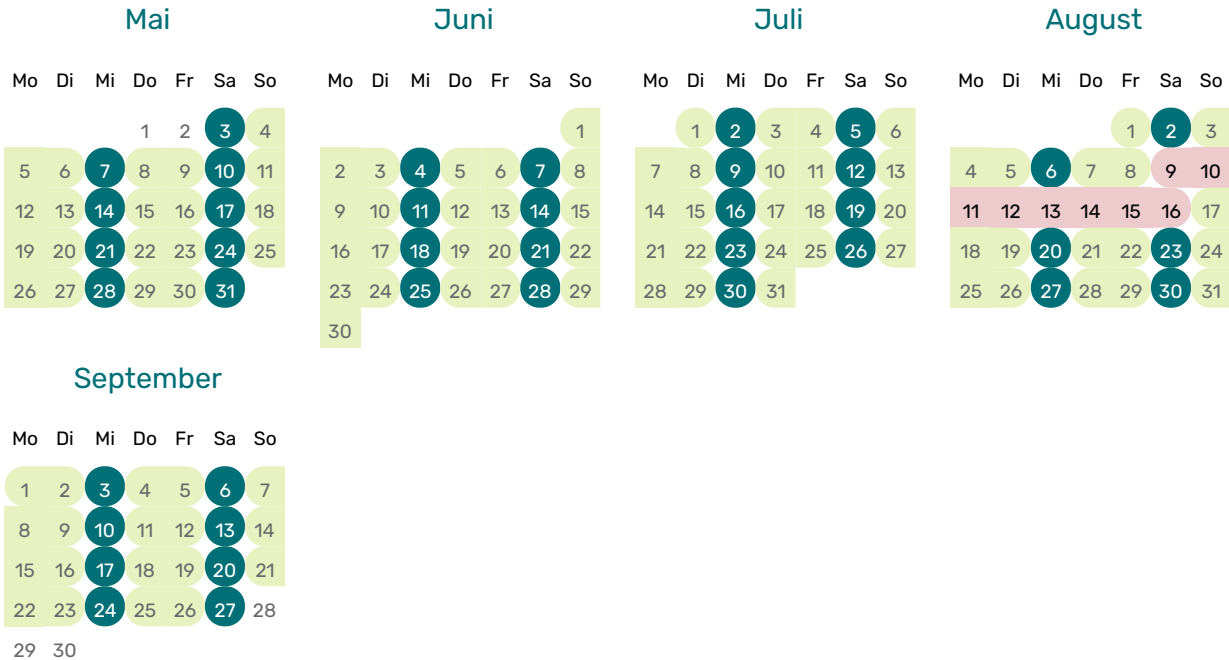 Mai
Mo Di Mi Do Fr Sa So
1 2 3 4
5 6 7 8 9 10 11
12 13 14 15 16 17 18
19 20 21 22 23 24 25
26 27 28 29 30 31
Juni
Mo Di Mi Do Fr Sa So
1
2 3 4 5 6 7 8
9 10 11 12 13 14 15
16 17 18 19 20 21 22
23 24 25 26 27 28 29
30
Juli
Mo Di Mi Do Fr Sa So
1 2 3 4 5 6
7 8 9 10 11 12 13
14 15 16 17 18 19 20
21 22 23 24 25 26 27
28 29 30 31
August
Mo Di Mi Do Fr Sa So
1 2 3
4 5 6 7 8 9 10
11 12 13 14 15 16 17
18 19 20 21 22 23 24
25 26 27 28 29 30 31
September
Mo Di Mi Do Fr Sa So
1 2 3 4 5 6 7
8 9 10 11 12 13 14
15 16 17 18 19 20 21
22 23 24 25 26 27 28
29 30